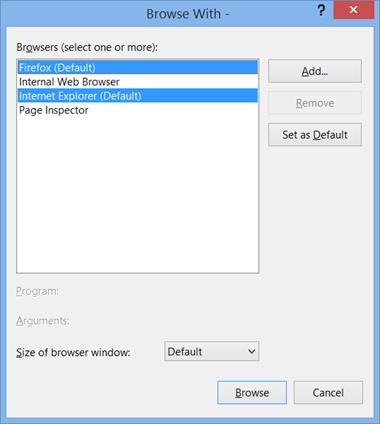 Browse With -
?
Browsers (select one or more):
Firefox (Default)
Internal Web Browser
Internet Explorer (Default)
Page Inspector
Add...
Remove
Set as Default
Program:
Arguments:
Size of browser window:
Default
Browse
Cancel